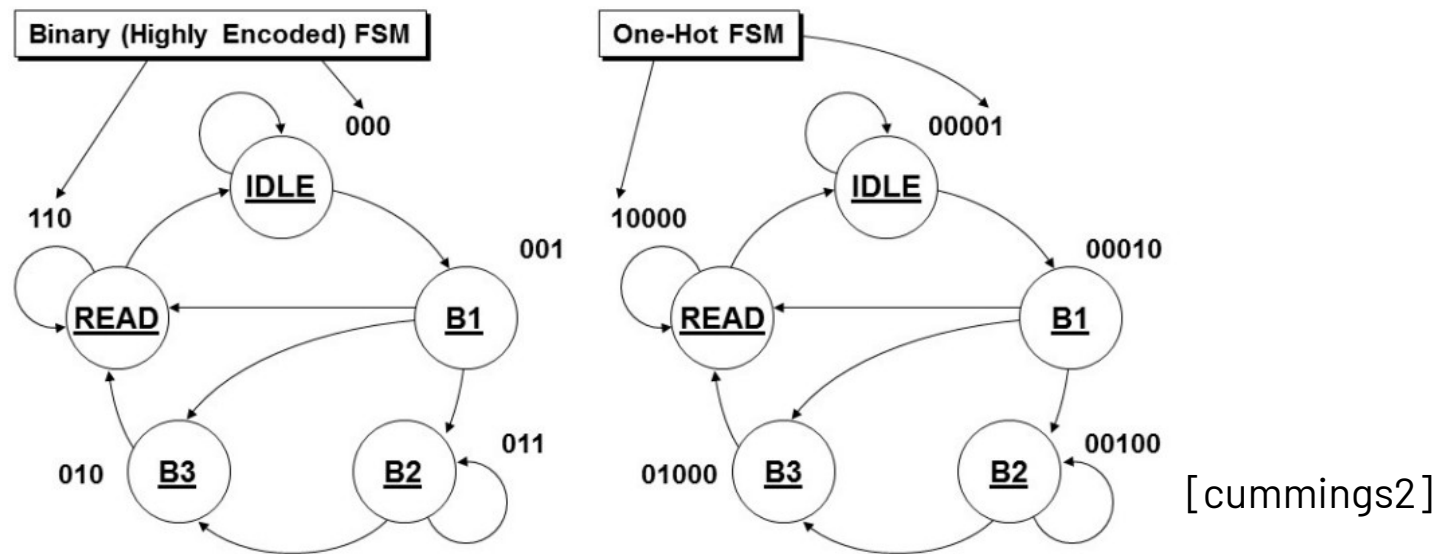 Binary (Highly Encoded) FSM
000
IDLE
110
001
READ
B1
011
010
B3
B2
One-Hot FSM
00001
IDLE
10000
00010
READ
B1
00100
01000
B3
B2
[cummings2]